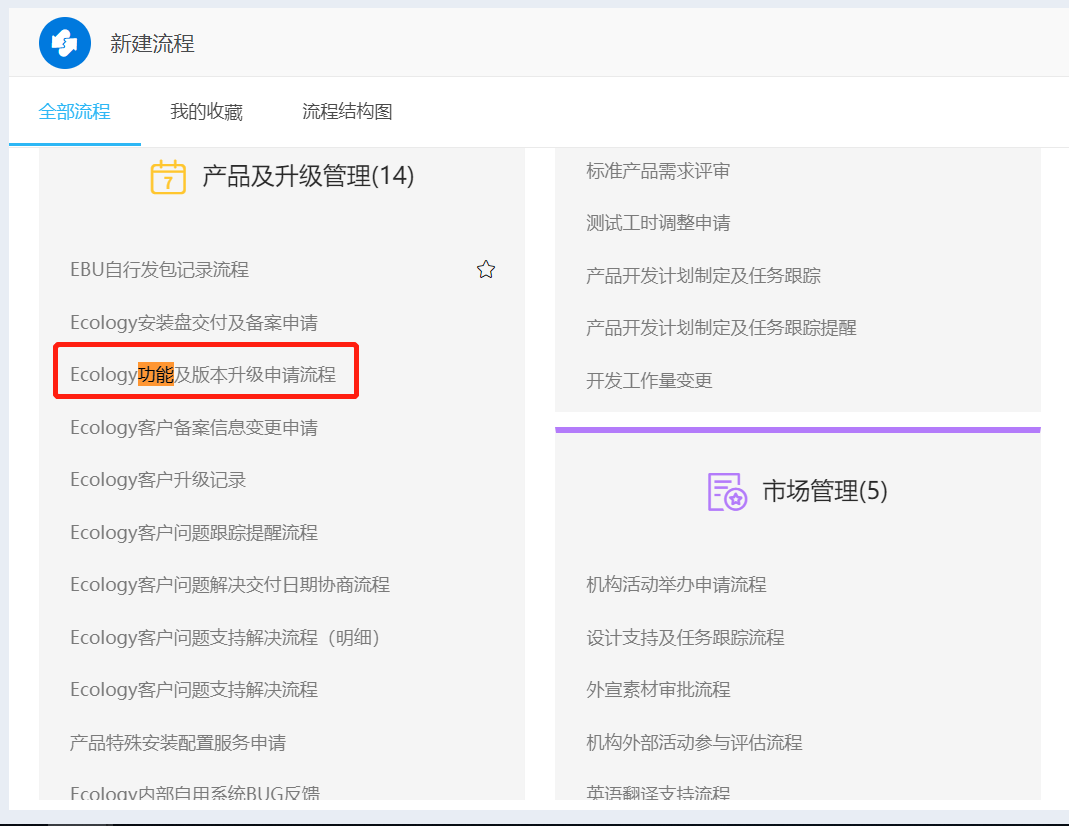 新建流程
全部流程
我的收藏
流程结构图
7
产品及升级管理(14)
EBU自行发包记录流程
Ecology安装盘交付及备案申请
Ecology功能及版本升级申请流程
Ecology客户备案信息变更申请
Ecology客户升级记录
Ecology客户问题跟踪提醒流程
Ecology客户问题解决交付日期协商流程
Ecology客户问题支持解决流程（明细）
Ecology客户问题支持解决流程
产品特殊安装配置服务申请
Ecology内部自用系统BUG反馈
标准产品需求评审
测试工时调整申请
产品开发计划制定及任务跟踪
产品开发计划制定及任务跟踪提醒
开发工作量变更
市场管理(5)
机构活动举办申请流程
设计支持及任务跟踪流程
外宣素材审批流程
机构外部活动参与评估流程
英语翻译支持流程